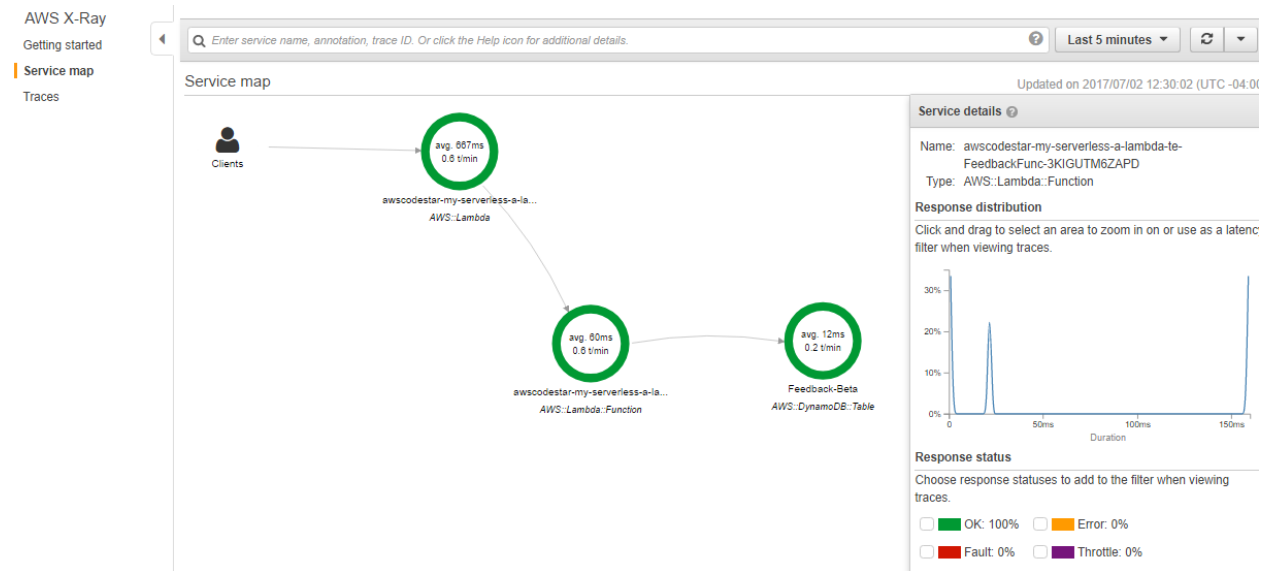 AWS X-Ray
Getting started
Service map
Traces
Enter service name, annotation, trace ID. Or click the Help icon for additional details.
Last 5 minutes
Service map
Updated on 2017/07/02 12:30:02 (UTC -04:00
Clients
avg. 667ms
0.6 t/min
awscodestar-my-serverless-a-la...
AWS::Lambda
avg. 60ms
0.6 t/min
awscodestar-my-serverless-a-la...
AWS::Lambda::Function
avg. 12ms
0.2 t/min
Feedback-Beta
AWS::DynamoDB::Table
Service details
Name: awscodestar-my-serverless-a-lambda-te-
FeedbackFunc-3KIGUTM6ZAPD
Type: AWS::Lambda::Function
Response distribution
Click and drag to select an area to zoom in on or use as a latenc
filter when viewing traces.
30%
20%
10%
0%
0 50ms 100ms 150ms
Duration
Response status
Choose response statuses to add to the filter when viewing
traces.
OK: 100% Error: 0%
Fault: 0% Throttle: 0%